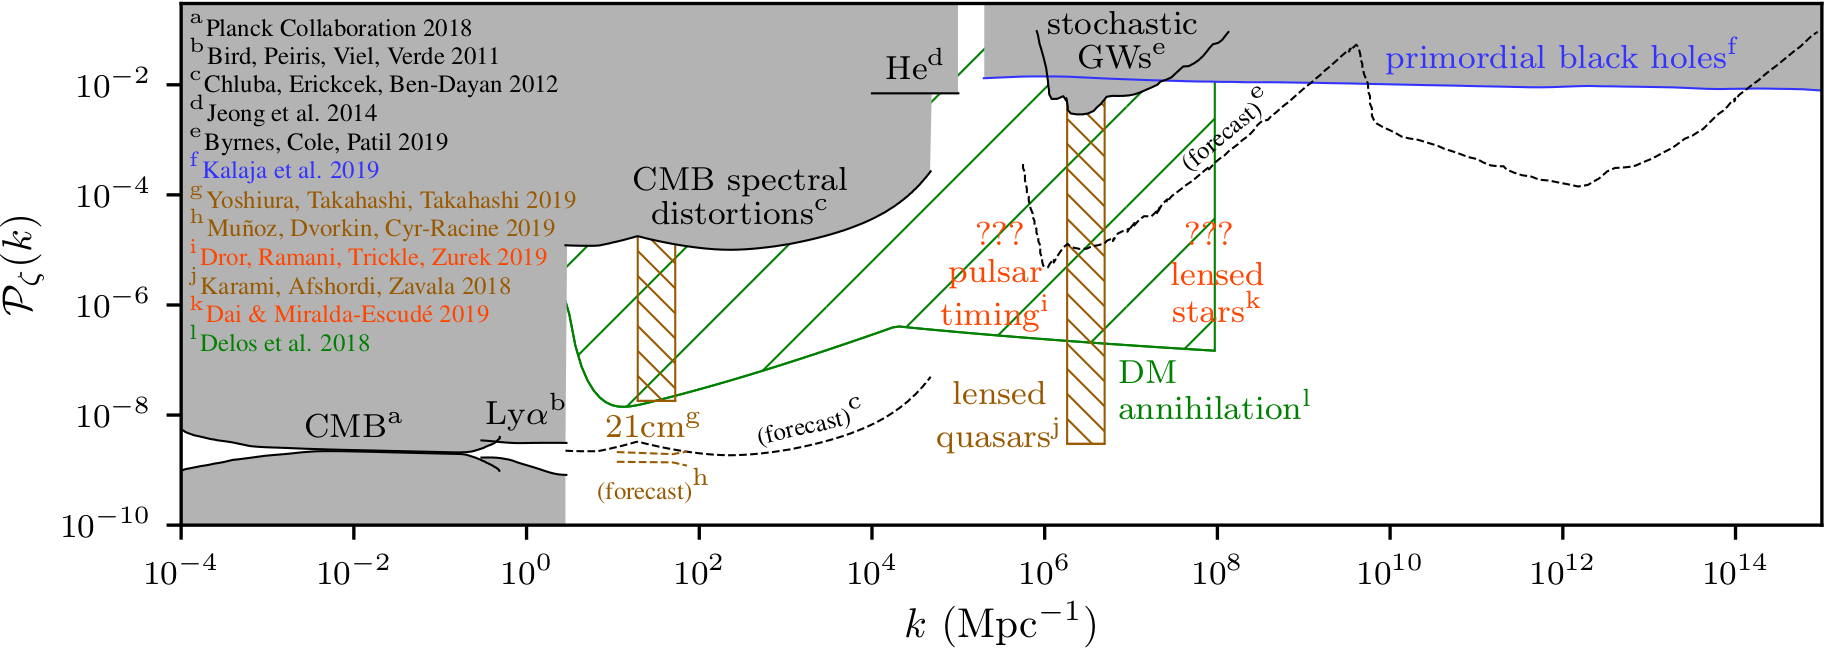 ᵃPlanck Collaboration 2018
ᵇBird, Peiris, Viel, Verde 2011
ᶜChluba, Erickcek, Ben-Dayan 2012
ᵈJeong et al. 2014
ᵉByrnes, Cole, Patil 2019
ᶠKalaja et al. 2019
ᵍYoshiura, Takahashi, Takahashi 2019
ʰMuñoz, Dvorkin, Cyr-Racine 2019
ⁱDror, Ramani, Trickle, Zurek 2019
ʲKarami, Afshordi, Zavala 2018
ᵏDai & Miralda-Escudé 2019
ˡDelos et al. 2018
stochastic
GWsᵉ
Heᵈ
primordial black holesᶠ
CMB spectral
distortionsᶜ
(forecast)ᵉ
???
pulsar
timingⁱ
???
lensed
starsᵏ
DM
annihilationˡ
lensed
quasarsʲ
CMBᵃ
Lyαᵇ
21cmᵍ
(forecast)ᶜ
(forecast)ʰ
10⁻²
10⁻⁴
10⁻⁶
10⁻⁸
10⁻¹⁰
𝒫ζ(k)
10⁻⁴ 10⁻² 10⁰ 10² 10⁴ 10⁶ 10⁸ 10¹⁰ 10¹² 10¹⁴
k (Mpc⁻¹)